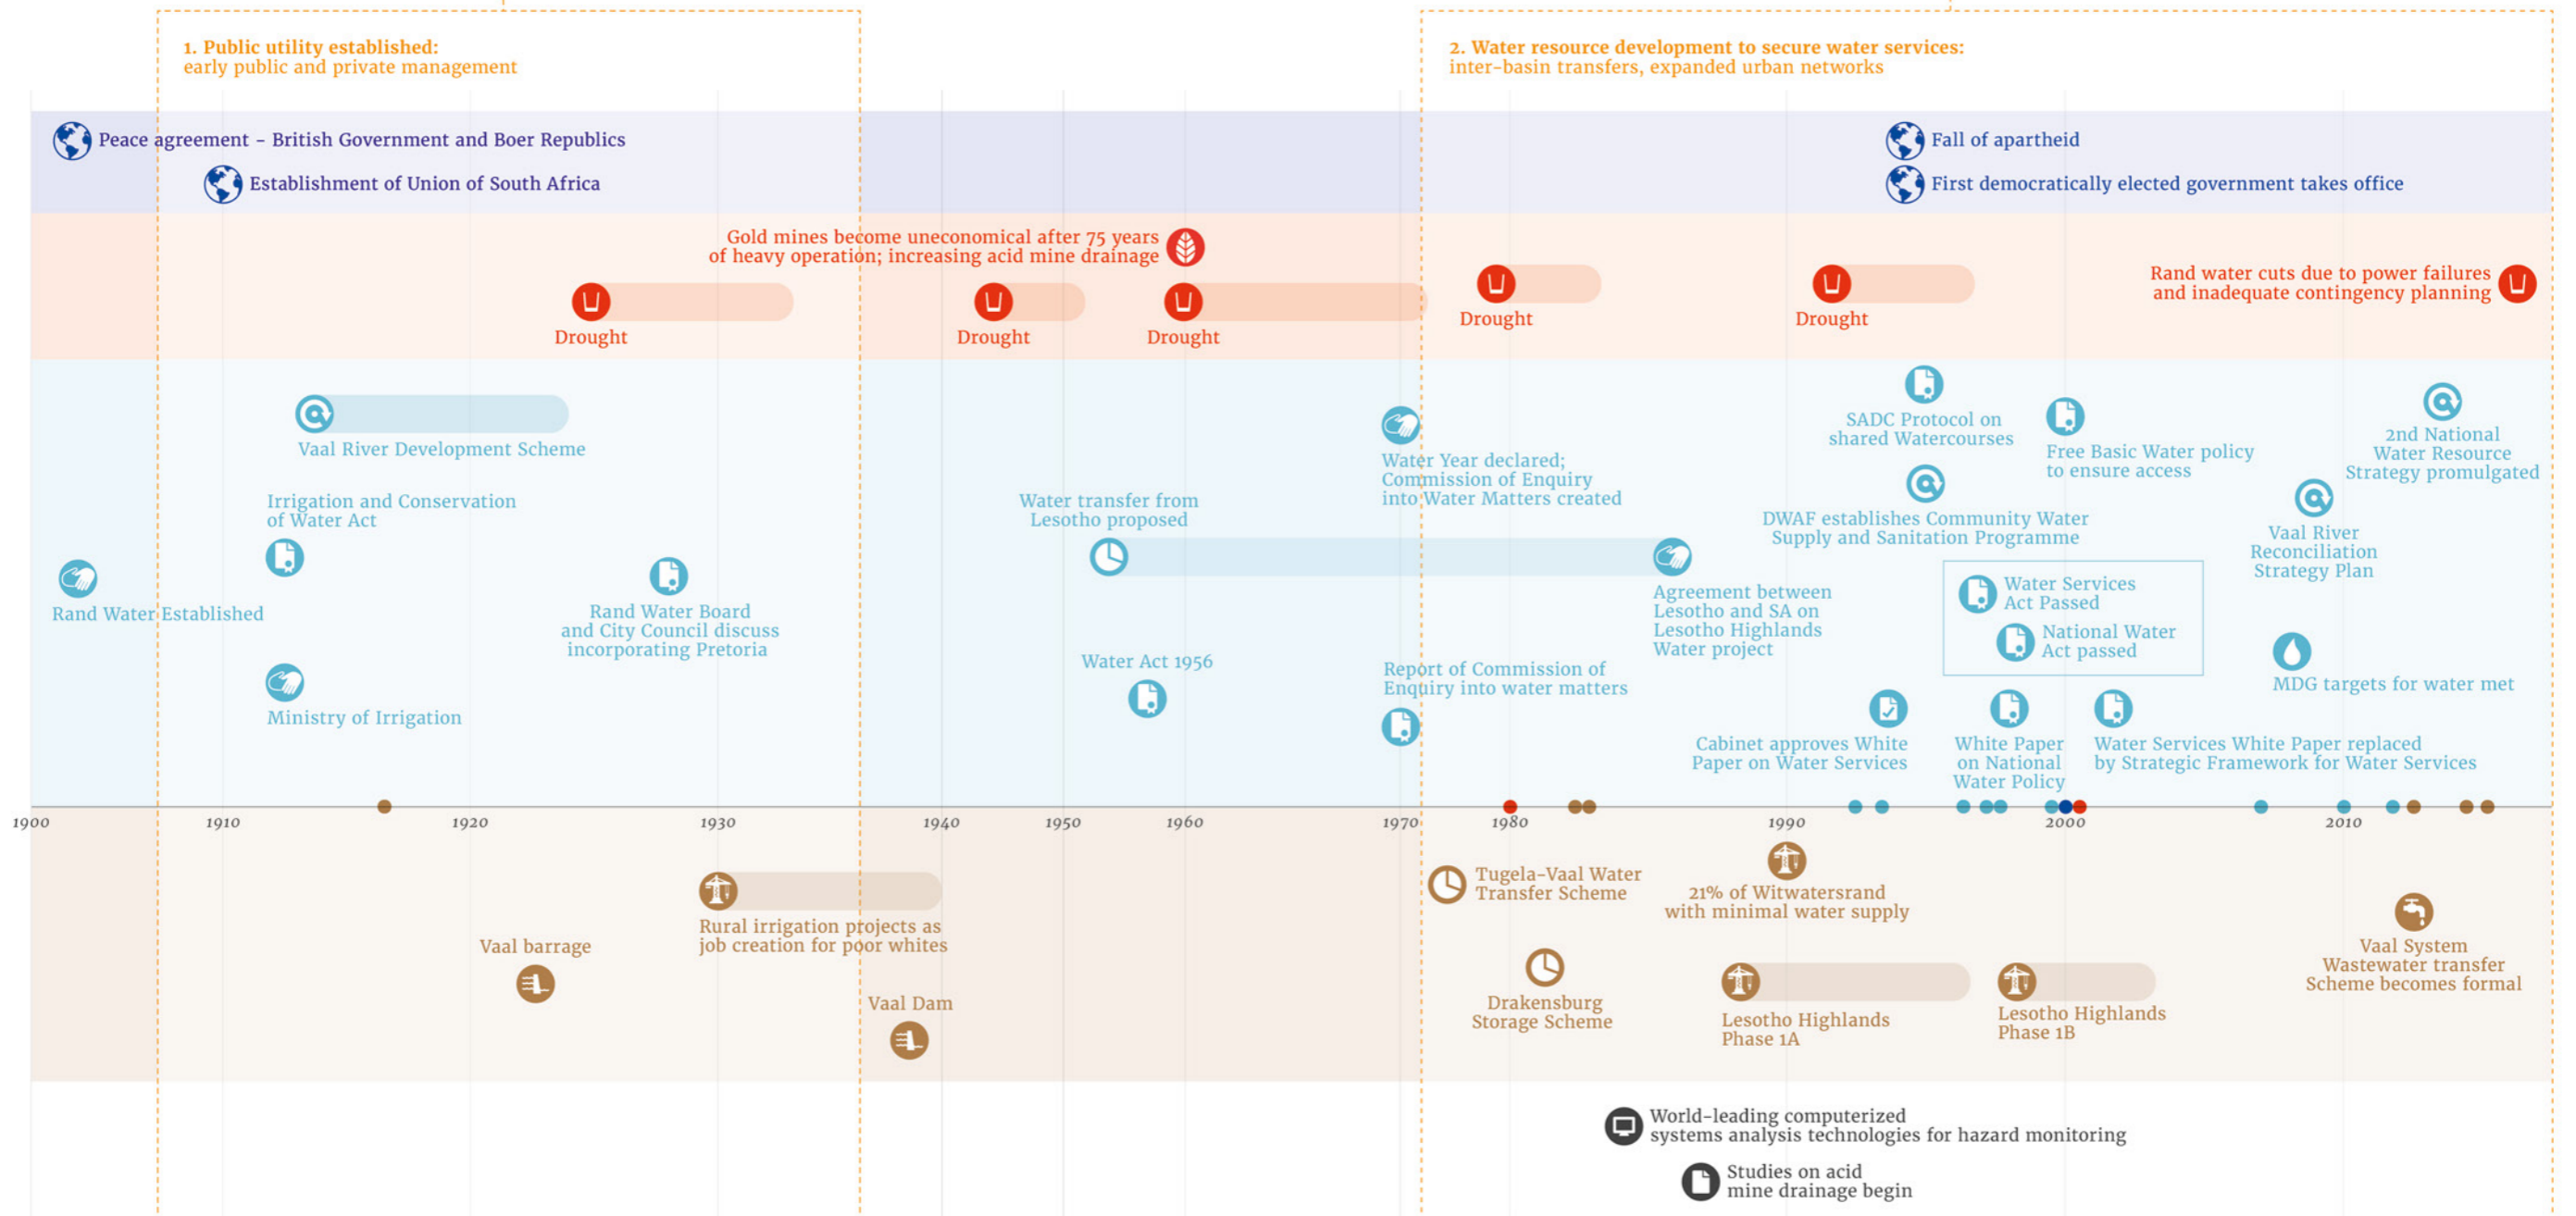 1. Public utility established:
early public and private management
2. Water resource development to secure water services:
inter-basin transfers, expanded urban networks
Peace agreement - British Government and Boer Republics
Establishment of Union of South Africa
Fall of apartheid
First democratically elected government takes office
Gold mines become uneconomical after 75 years
of heavy operation; increasing acid mine drainage
Drought
Drought
Drought
Drought
Drought
Rand water cuts due to power failures
and inadequate contingency planning
Vaal River Development Scheme
Irrigation and Conservation
of Water Act
Rand Water Established
Ministry of Irrigation
Rand Water Board
and City Council discuss
incorporating Pretoria
Water transfer from
Lesotho proposed
Water Act 1956
Water Year declared;
Commission of Enquiry
into Water Matters created
Report of Commission of
Enquiry into water matters
Agreement between
Lesotho and SA on
Lesotho Highlands
Water project
SADC Protocol on
shared Watercourses
DWAF establishes Community Water
Supply and Sanitation Programme
Free Basic Water policy
to ensure access
2nd National
Water Resource
Strategy promulgated
Vaal River
Reconciliation
Strategy Plan
Water Services
Act Passed
National Water
Act passed
MDG targets for water met
Cabinet approves White
Paper on Water Services
White Paper
on National
Water Policy
Water Services White Paper replaced
by Strategic Framework for Water Services
1900
1910
1920
1930
1940
1950
1960
1970
1980
1990
2000
2010
Vaal barrage
Rural irrigation projects as
job creation for poor whites
Vaal Dam
Tugela-Vaal Water
Transfer Scheme
Drakensburg
Storage Scheme
21% of Witwatersrand
with minimal water supply
Lesotho Highlands
Phase 1A
Lesotho Highlands
Phase 1B
Vaal System
Wastewater transfer
Scheme becomes formal
World-leading computerized
systems analysis technologies for hazard monitoring
Studies on acid
mine drainage begin